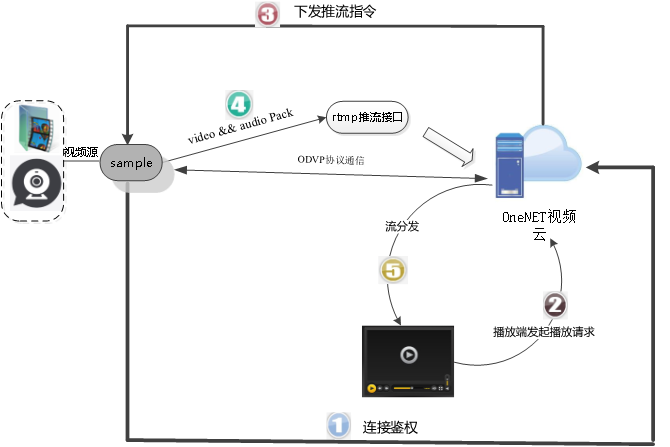 3 下发推流指令
4
video && audio Pack
rtmp推流接口
视频源
sample
ODVP协议通信
OneNET视频
云
流分发
5
2
播放端发起播放请求
1 连接鉴权